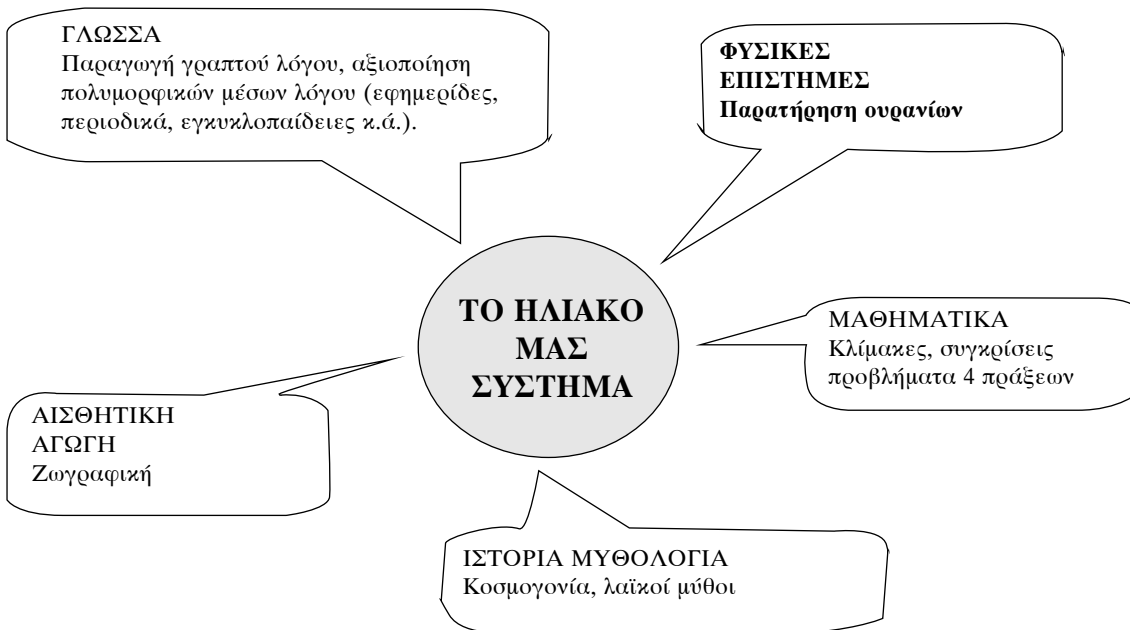 ΓΛΩΣΣΑ
Παραγωγή γραπτού λόγου, αξιοποίηση
πολυμορφικών μέσων λόγου (εφημερίδες,
περιοδικά, εγκυκλοπαίδειες κ.ά.).
ΦΥΣΙΚΕΣ
ΕΠΙΣΤΗΜΕΣ
Παρατήρηση ουρανίων
ΤΟ ΗΛΙΑΚΟ
ΜΑΣ
ΣΥΣΤΗΜΑ
ΜΑΘΗΜΑΤΙΚΑ
Κλίμακες, συγκρίσεις
προβλήματα 4 πράξεων
ΑΙΣΘΗΤΙΚΗ
ΑΓΩΓΗ
Ζωγραφική
ΙΣΤΟΡΙΑ ΜΥΘΟΛΟΓΙΑ
Κοσμογονία, λαϊκοί μύθοι